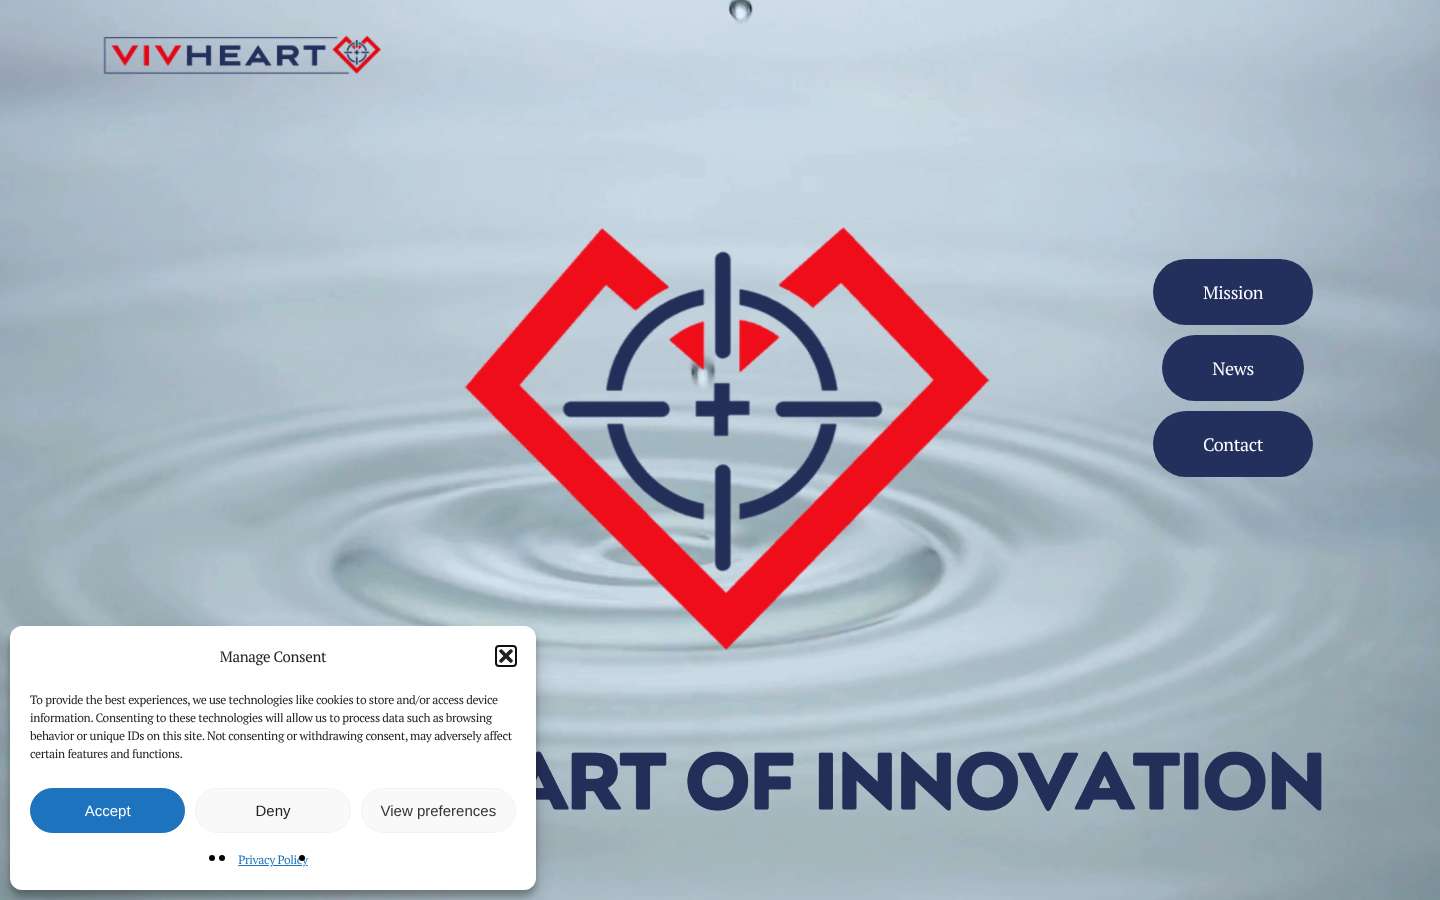 VIVHEART
Mission
News
Contact
ART OF INNOVATION
Manage Consent
To provide the best experiences, we use technologies like cookies to store and/or access device
information. Consenting to these technologies will allow us to process data such as browsing
behavior or unique IDs on this site. Not consenting or withdrawing consent, may adversely affect
certain features and functions.
Accept
Deny
View preferences
Privacy Policy